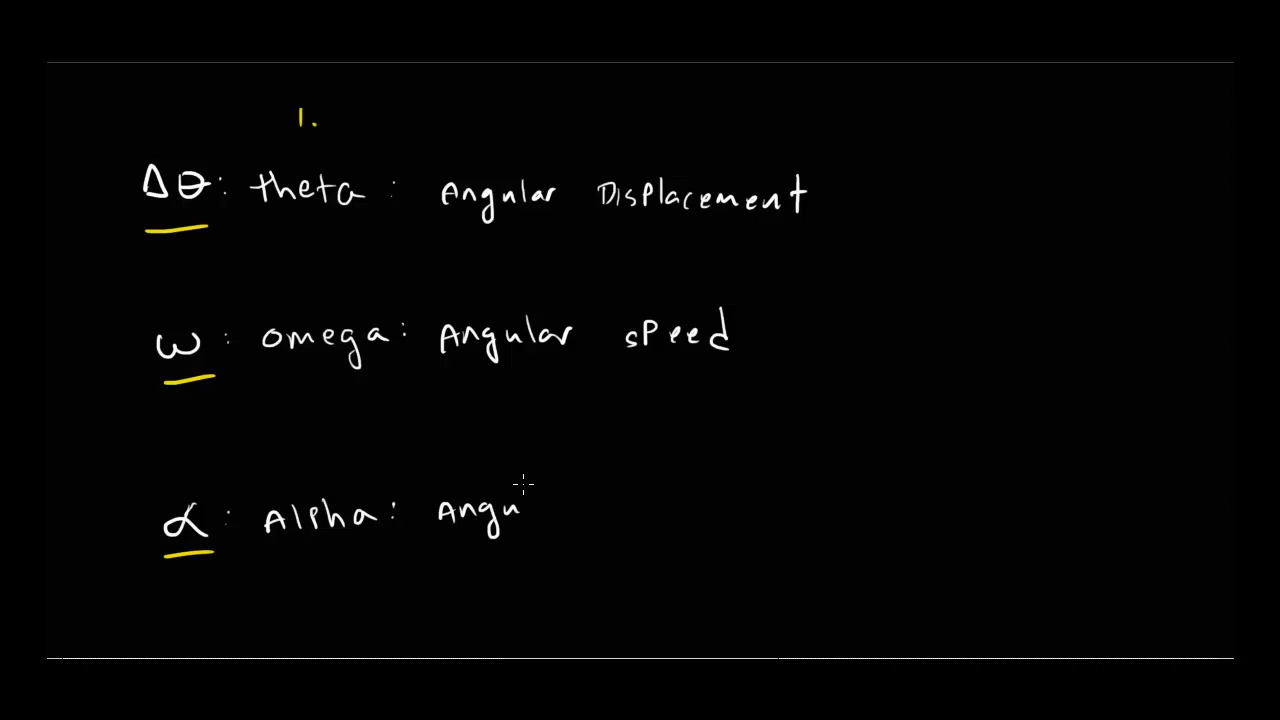 1.
Δθ: theta: Angular Displacement
ω: omega: Angular speed
α: Alpha: Angu